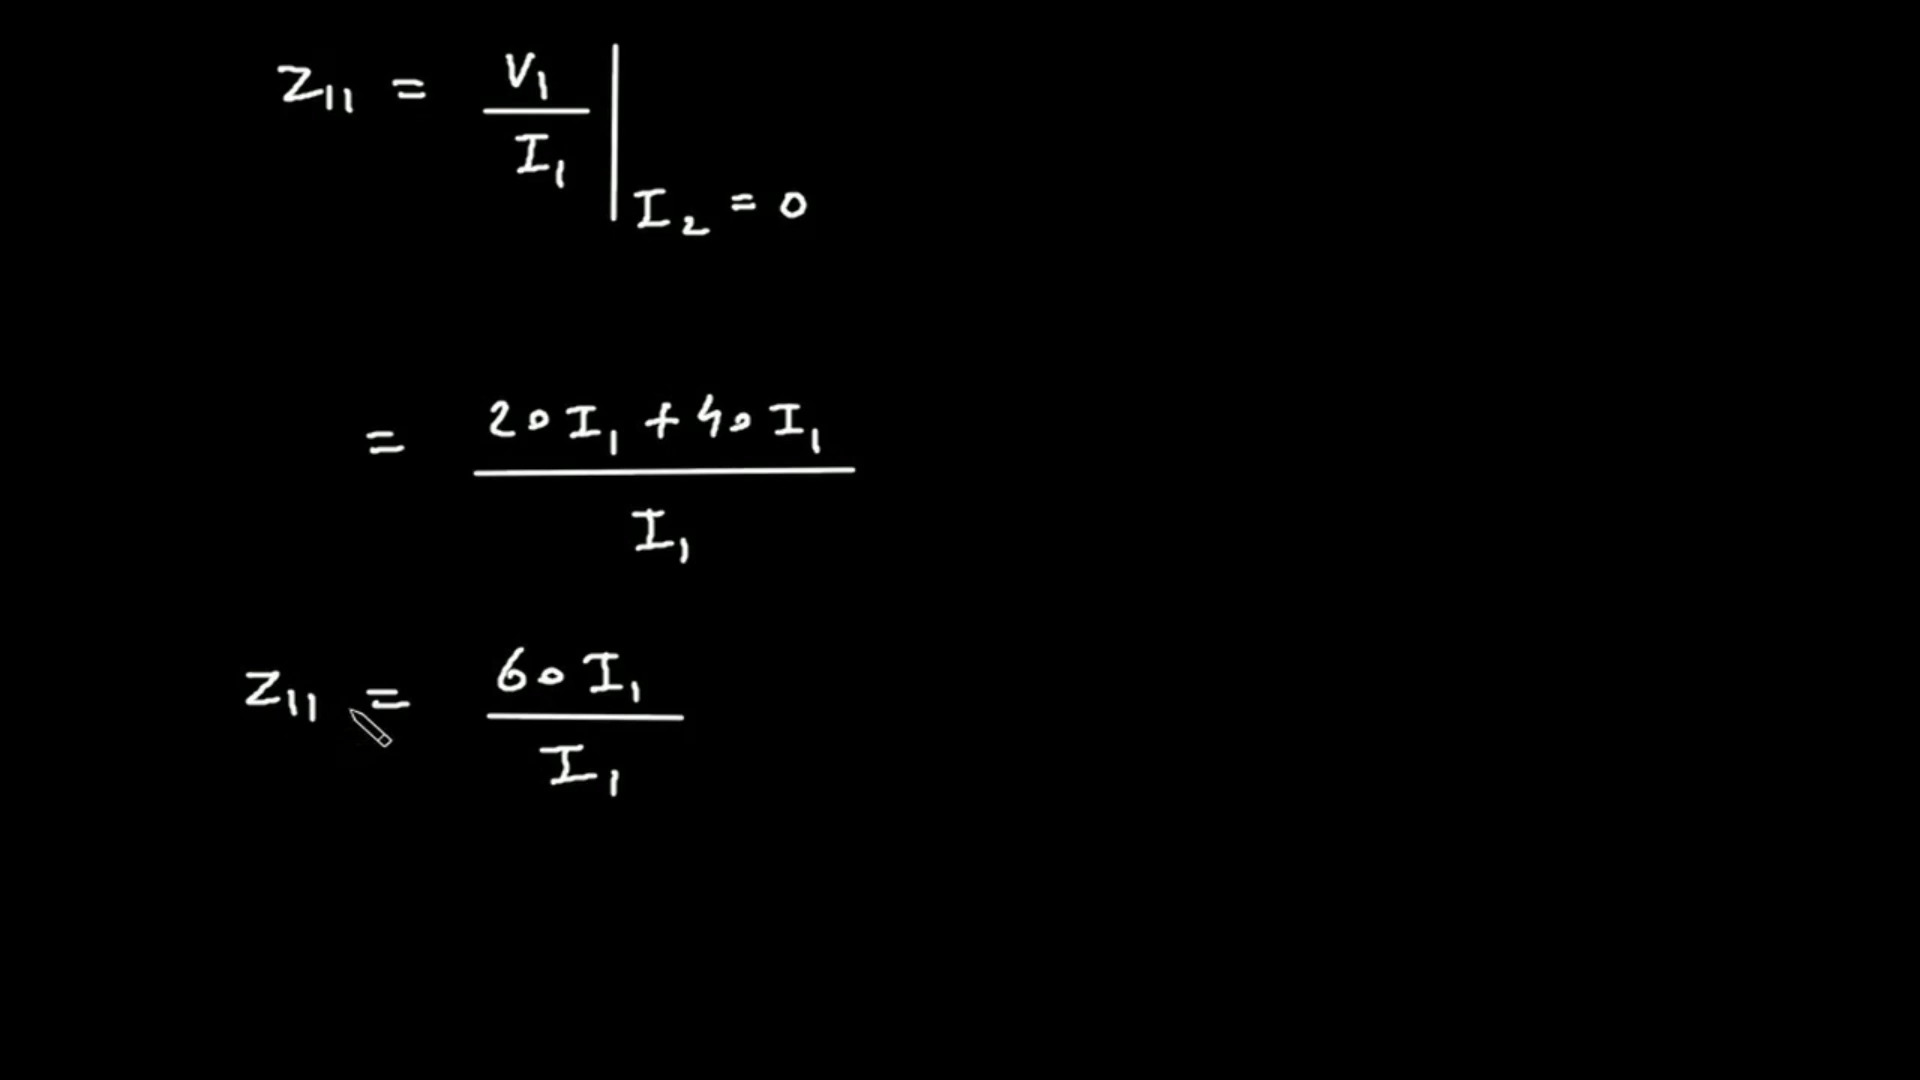 Z₁₁ = V₁ / I₁ | I₂ = 0
= (20 I₁ + 40 I₁) / I₁
Z₁₁ = 60 I₁ / I₁